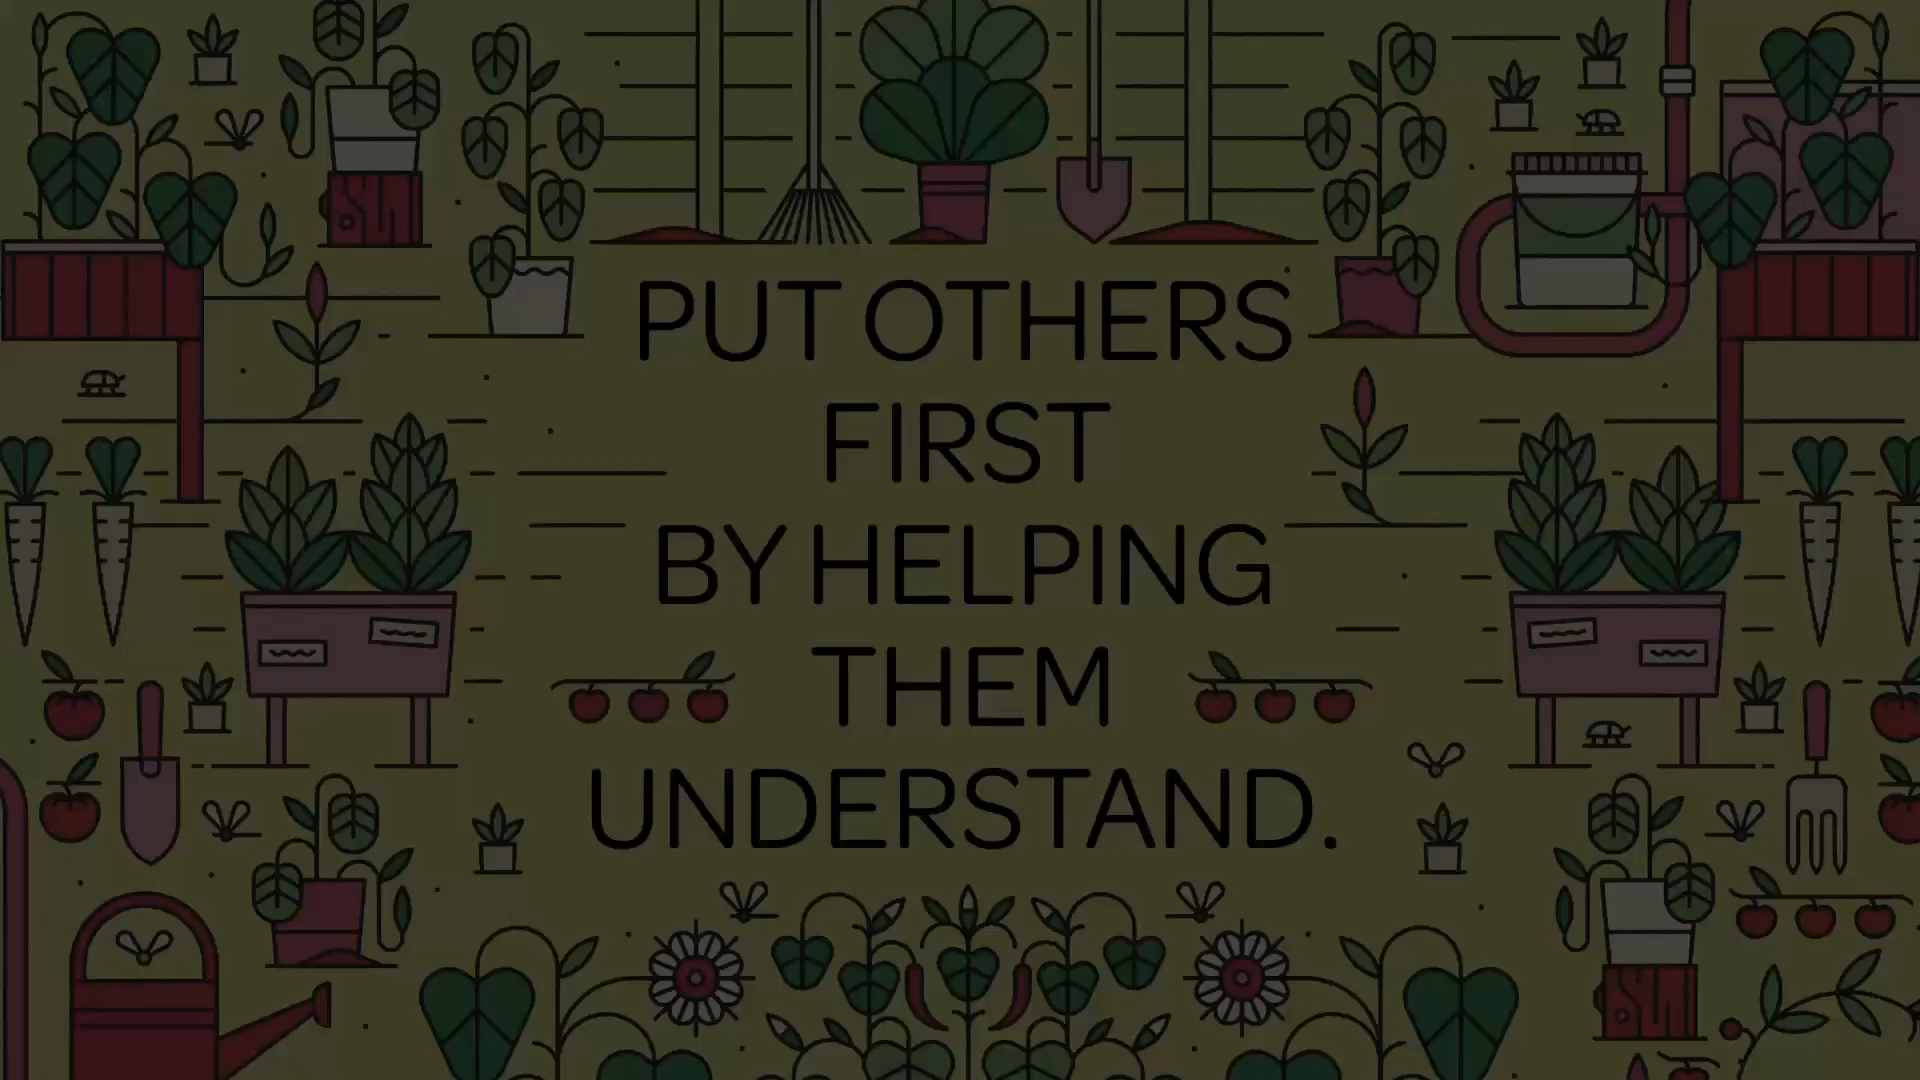 PUT OTHERS
FIRST
BY HELPING
THEM
UNDERSTAND.